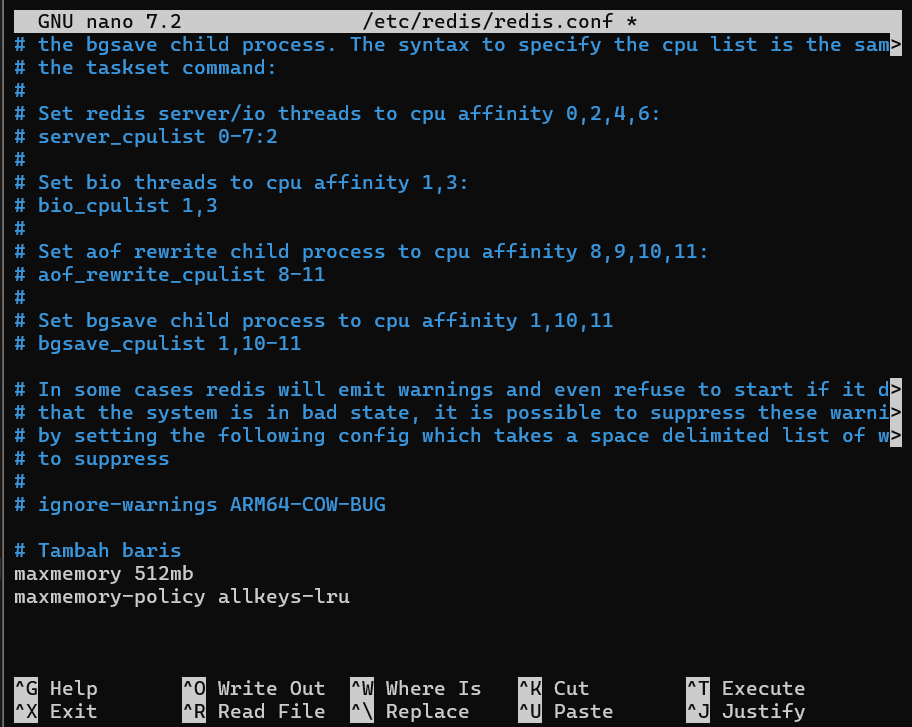 GNU nano 7.2 /etc/redis/redis.conf *
# the bgsave child process. The syntax to specify the cpu list is the sam>
# the taskset command:
#
# Set redis server/io threads to cpu affinity 0,2,4,6:
# server_cpulist 0-7:2
#
# Set bio threads to cpu affinity 1,3:
# bio_cpulist 1,3
#
# Set aof rewrite child process to cpu affinity 8,9,10,11:
# aof_rewrite_cpulist 8-11
#
# Set bgsave child process to cpu affinity 1,10,11
# bgsave_cpulist 1,10-11
# In some cases redis will emit warnings and even refuse to start if it d>
# that the system is in bad state, it is possible to suppress these warni>
# by setting the following config which takes a space delimited list of w>
# to suppress
#
# ignore-warnings ARM64-COW-BUG
# Tambah baris
maxmemory 512mb
maxmemory-policy allkeys-lru
^G Help ^O Write Out ^W Where Is ^K Cut ^T Execute
^X Exit ^R Read File ^\ Replace ^U Paste ^J Justify